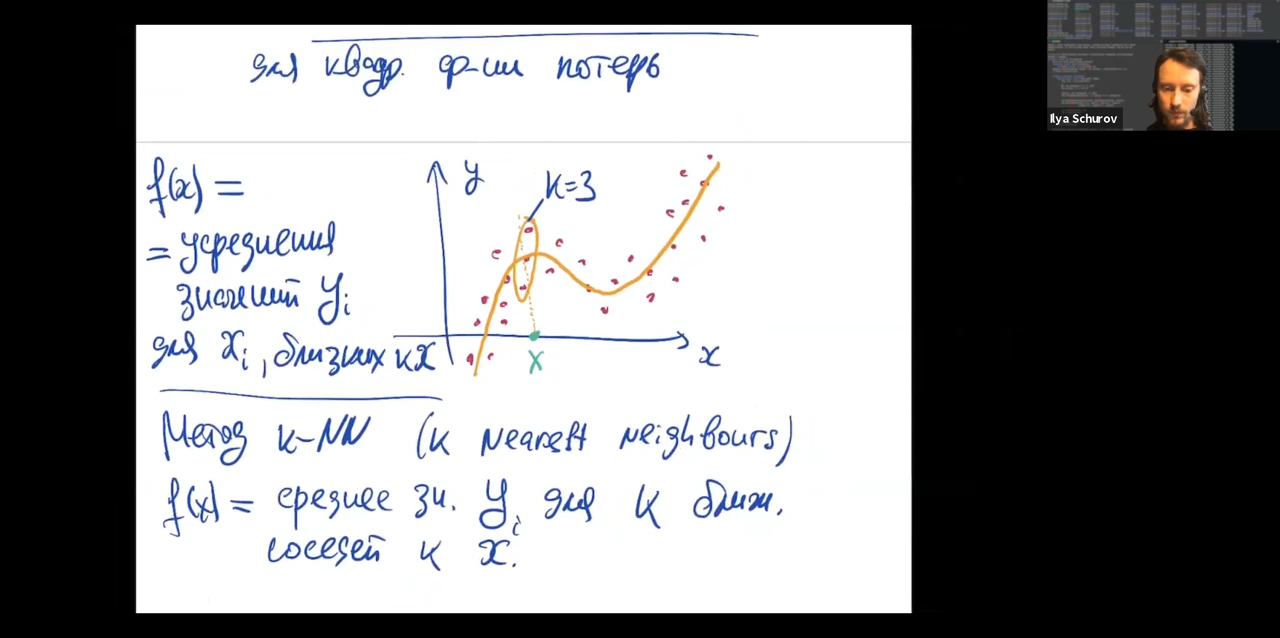 для квадр. ф-ии потерь
f(x) =
= усреднения
значений yᵢ
для xᵢ, близких к x
y
K=3
X
x
Метод k-NN (k Nearest Neighbours)
f(x) = среднее зн. yᵢ для k ближ.
соседей к x.
Ilya Schurov